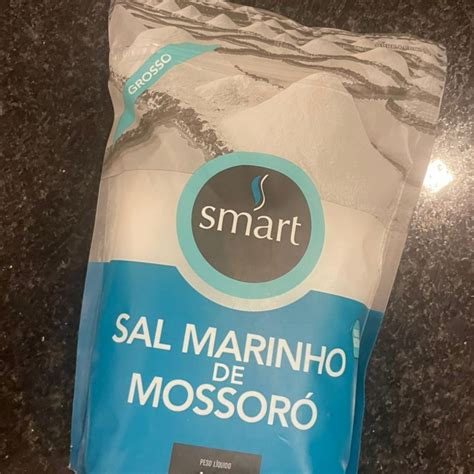 GROSSO
smart
SAL MARINHO
DE
MOSSORÓ
PESO LÍQUIDO